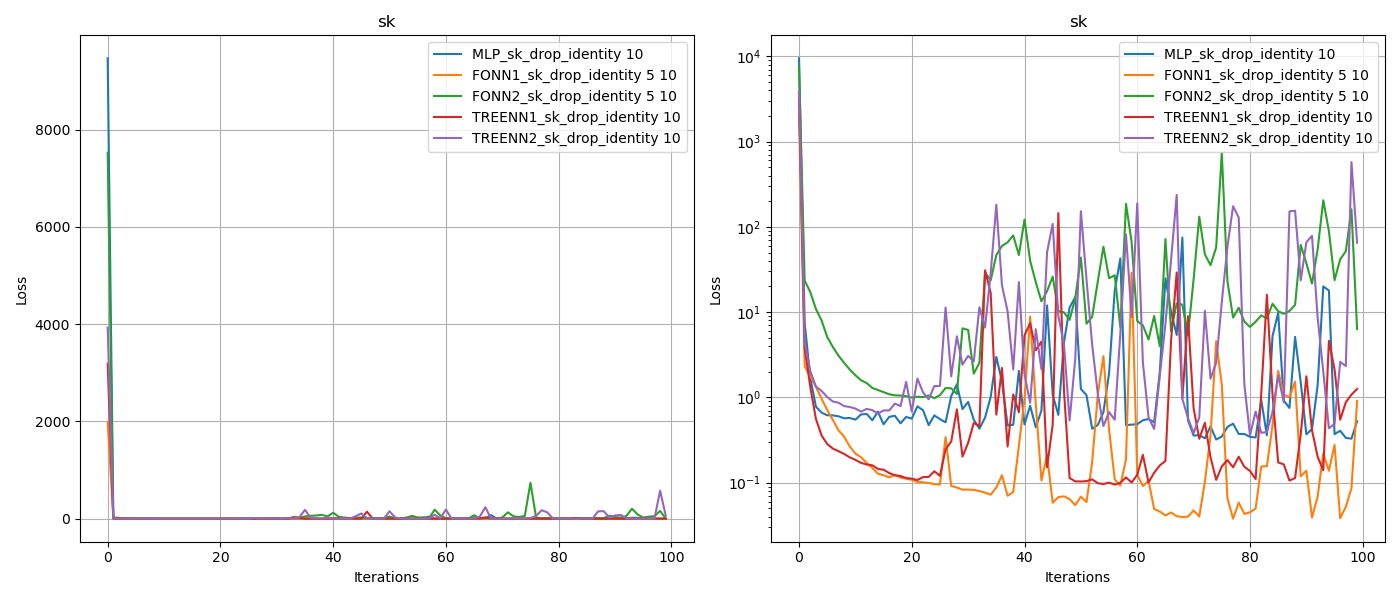 sk
MLP_sk_drop_identity 10
FONN1_sk_drop_identity 5 10
FONN2_sk_drop_identity 5 10
TREENN1_sk_drop_identity 10
TREENN2_sk_drop_identity 10
8000
6000
4000
2000
0
Loss
0
20
40
60
80
100
Iterations
sk
MLP_sk_drop_identity 10
FONN1_sk_drop_identity 5 10
FONN2_sk_drop_identity 5 10
TREENN1_sk_drop_identity 10
TREENN2_sk_drop_identity 10
10⁴
10³
10²
10¹
10⁰
10⁻¹
Loss
0
20
40
60
80
100
Iterations